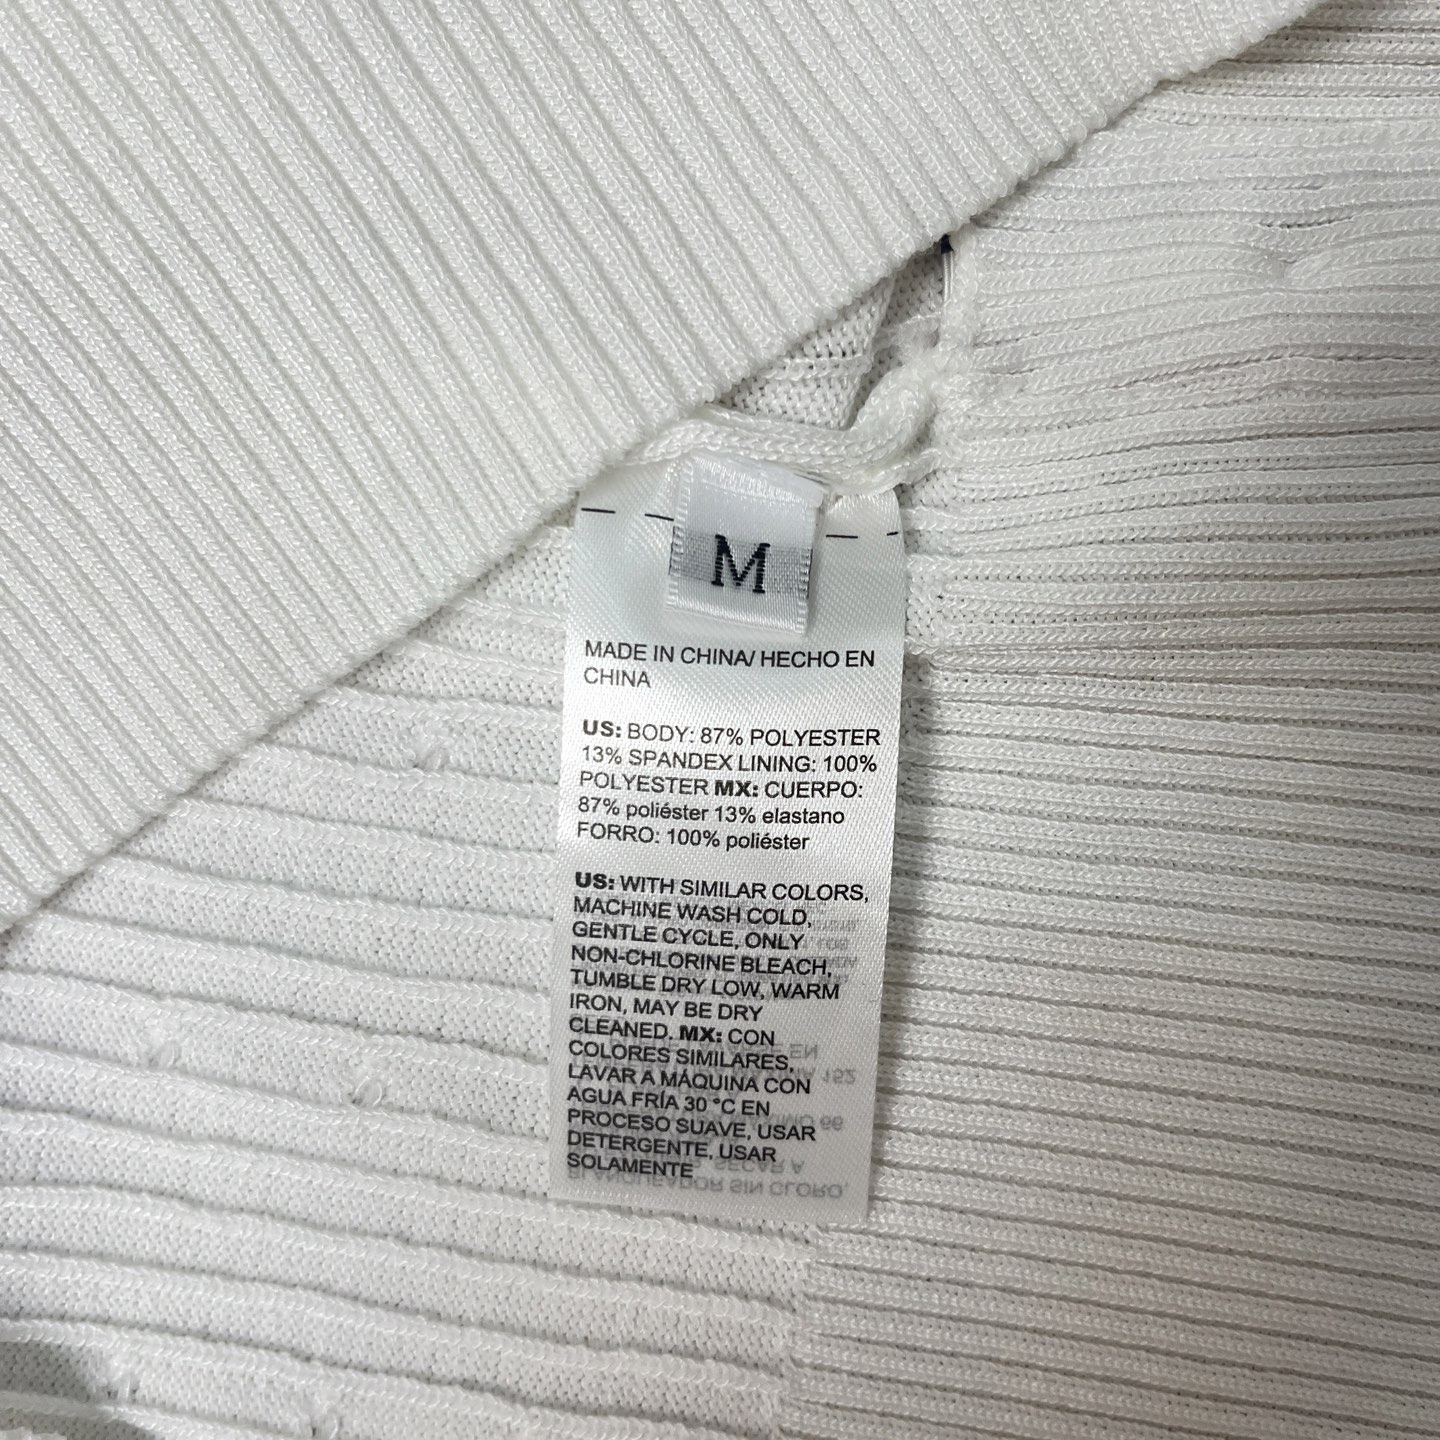 M
MADE IN CHINA/ HECHO EN
CHINA
US: BODY: 87% POLYESTER
13% SPANDEX LINING: 100%
POLYESTER MX: CUERPO:
87% poliéster 13% elastano
FORRO: 100% poliéster
US: WITH SIMILAR COLORS,
MACHINE WASH COLD,
GENTLE CYCLE, ONLY
NON-CHLORINE BLEACH,
TUMBLE DRY LOW, WARM
IRON, MAY BE DRY
CLEANED. MX: CON
COLORES SIMILARES,
LAVAR A MÁQUINA CON
AGUA FRÍA 30 °C EN
PROCESO SUAVE, USAR
DETERGENTE, USAR
SOLAMENTE
BLANQUEADOR SIN CLORO,